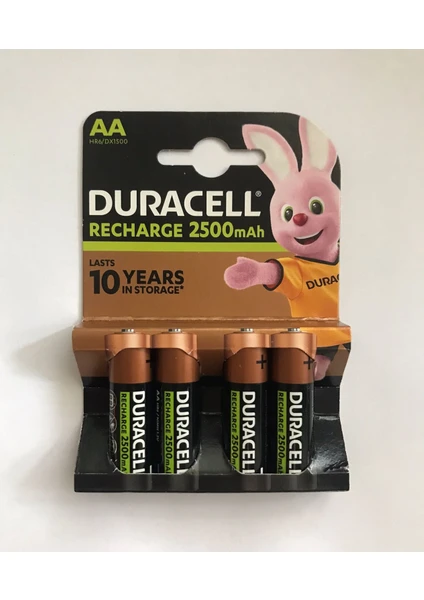 AA
HR6/DX1500
DURACELL®
RECHARGE 2500mAh
LASTS
10 YEARS
IN STORAGE*
DURAC
DURACELL
RECHARGE 2500mAh
DURACELL
RECHARGE 2500mAh
DURACELL
RECHARGE 2500mAh
DURACELL
RECHARGE 2500mAh